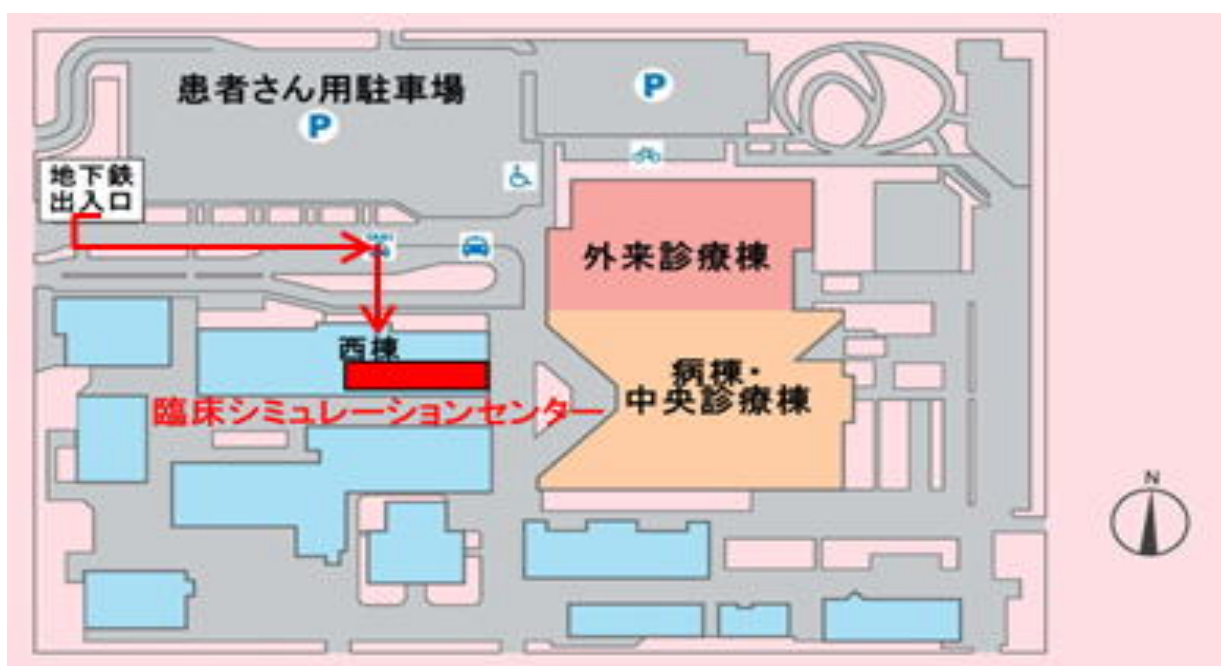 患者さん用駐車場
P
P
地下鉄
出入口
外来診療棟
西棟
病棟・
中央診療棟
臨床シミュレーションセンター
N